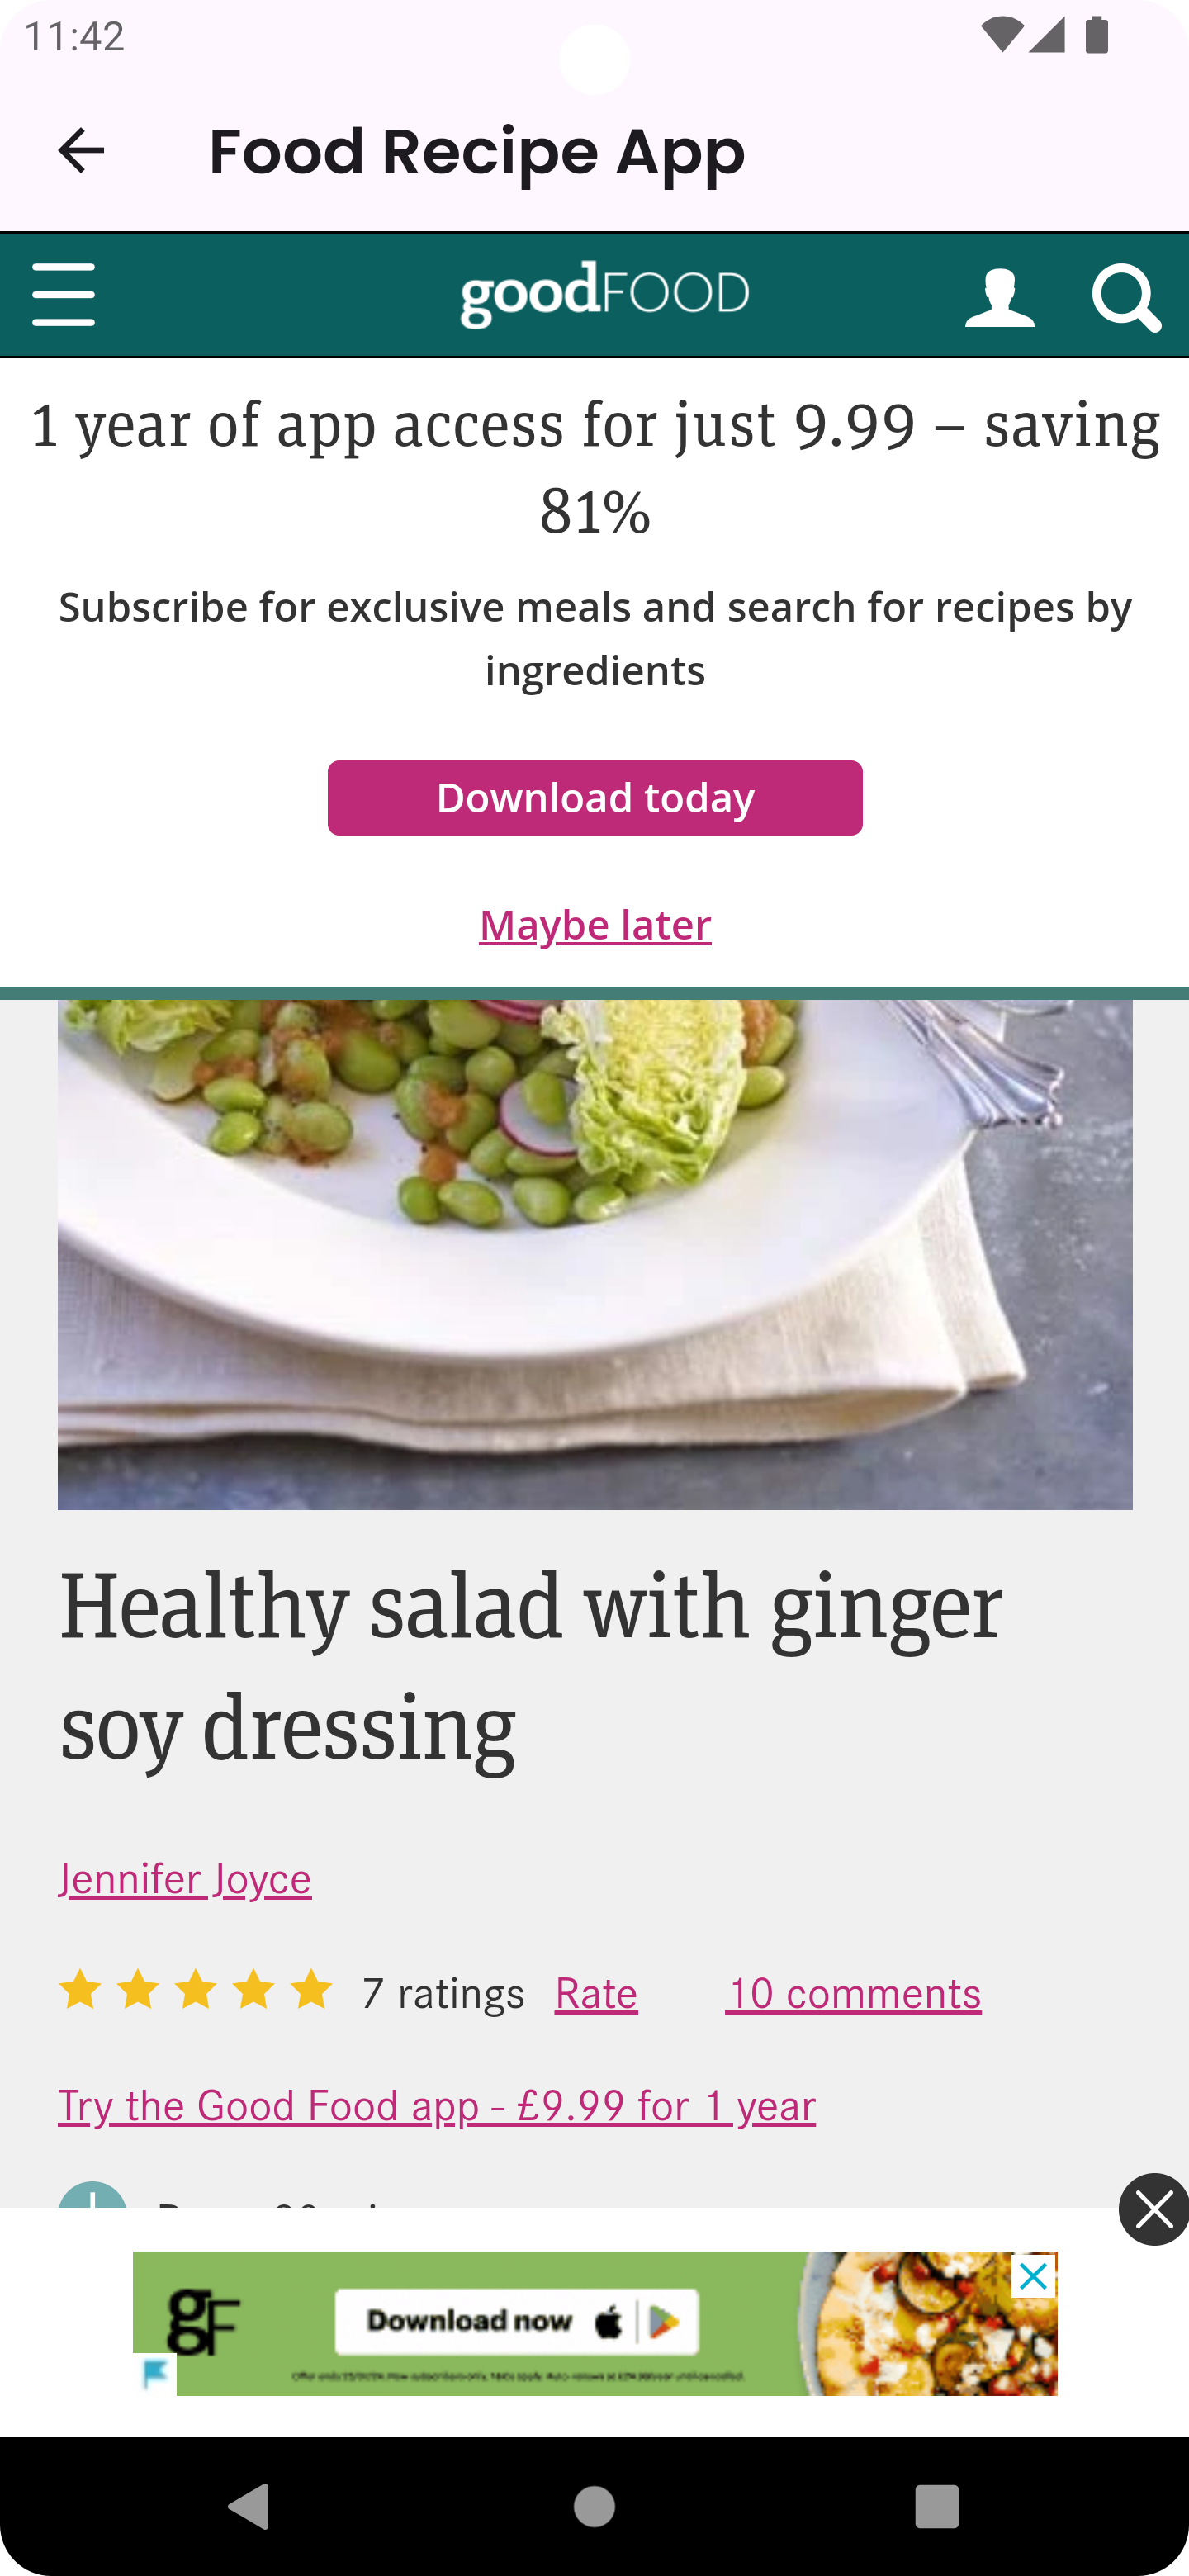 11:42
Food Recipe App
goodFOOD
1 year of app access for just 9.99 – saving
81%
Subscribe for exclusive meals and search for recipes by
ingredients
Download today
Maybe later
Healthy salad with ginger
soy dressing
Jennifer Joyce
7 ratings Rate 10 comments
Try the Good Food app - £9.99 for 1 year
gF
Download now